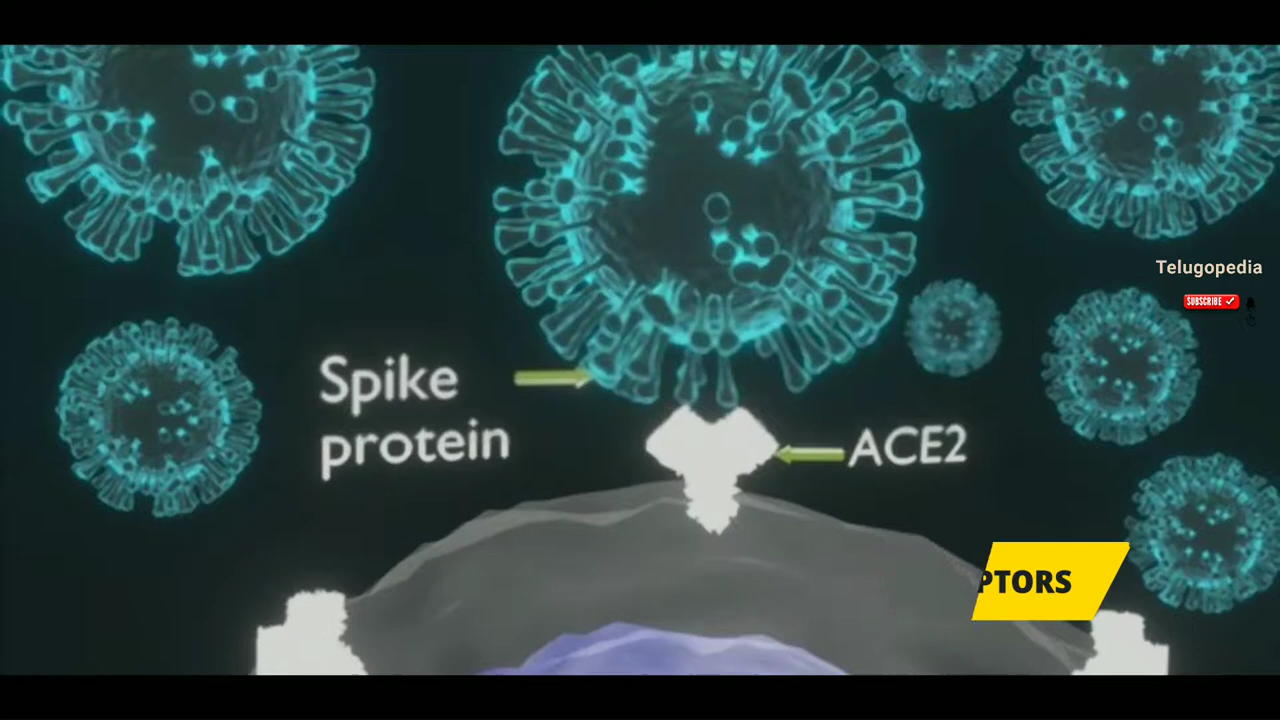 Telugopedia
SUBSCRIBE
Spike
protein
ACE2
PTORS